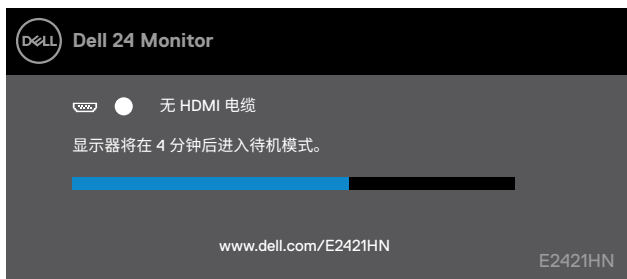 DELL
Dell 24 Monitor
无 HDMI 电缆
显示器将在 4 分钟后进入待机模式。
www.dell.com/E2421HN
E2421HN